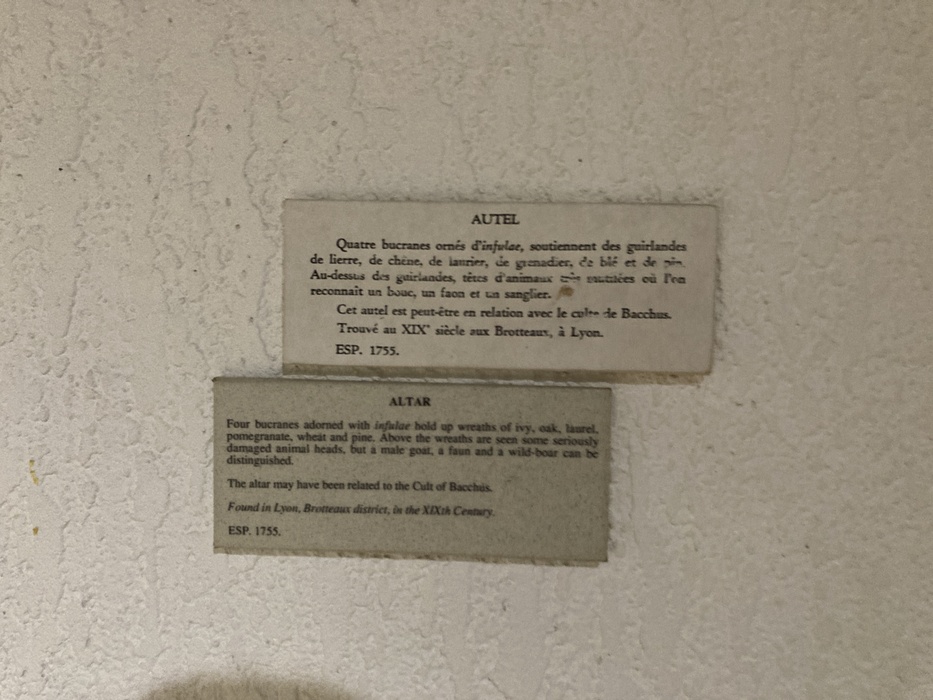 AUTEL
Quatre bucranes ornés d'infulae, soutiennent des guirlandes
de lierre, de chêne, de laurier, de grenadier, de blé et de pin.
Au-dessus des guirlandes, têtes d'animaux très mutilées où l'on
reconnaît un bouc, un faon et un sanglier.
Cet autel est peut-être en relation avec le culte de Bacchus.
Trouvé au XIXe siècle aux Brotteaux, à Lyon.
ESP. 1755.
ALTAR
Four bucranes adorned with infulae hold up wreaths of ivy, oak, laurel,
pomegranate, wheat and pine. Above the wreaths are seen some seriously
damaged animal heads, but a male goat, a faun and a wild-boar can be
distinguished.
The altar may have been related to the Cult of Bacchus.
Found in Lyon, Brotteaux district, in the XIXth Century.
ESP. 1755.